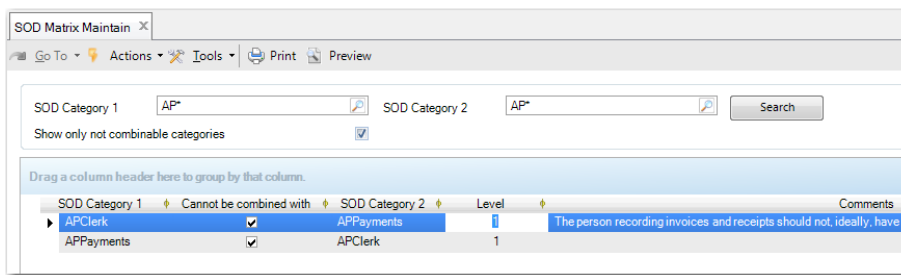 SOD Matrix Maintain X
Go To Actions Tools Print Preview
SOD Category 1 AP* SOD Category 2 AP* Search
Show only not combinable categories
Drag a column header here to group by that column.
SOD Category 1 Cannot be combined with SOD Category 2 Level Comments
APClerk APPayments 1 The person recording invoices and receipts should not, ideally, have
APPayments APClerk 1